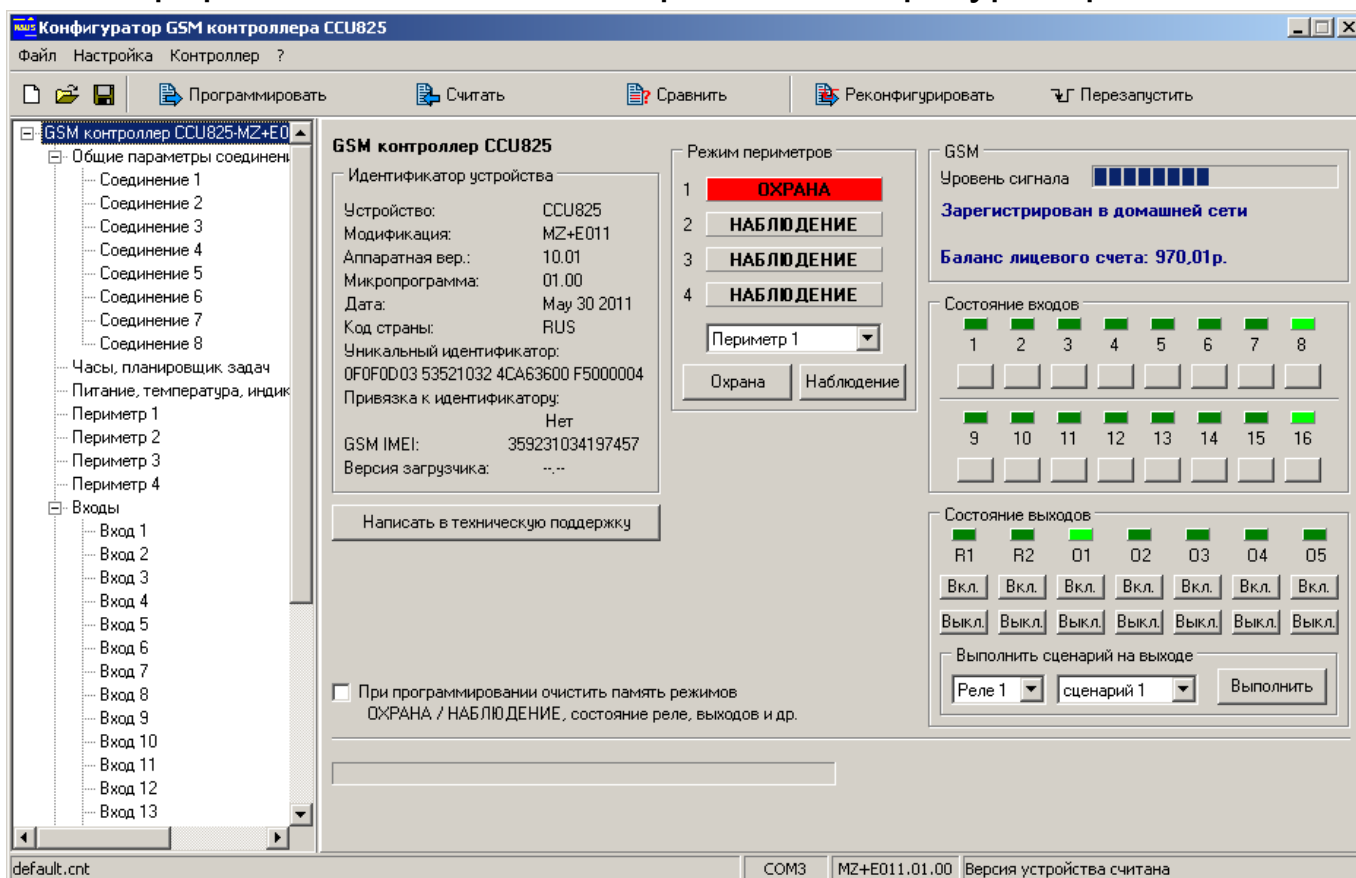 Конфигуратор GSM контроллера CCU825
Файл Настройка Контроллер ?
Программировать Считать Сравнить Реконфигурировать Перезапустить
GSM контроллер CCU825-MZ+E0
Общие параметры соединен
Соединение 1
Соединение 2
Соединение 3
Соединение 4
Соединение 5
Соединение 6
Соединение 7
Соединение 8
Часы, планировщик задач
Питание, температура, индик
Периметр 1
Периметр 2
Периметр 3
Периметр 4
Входы
Вход 1
Вход 2
Вход 3
Вход 4
Вход 5
Вход 6
Вход 7
Вход 8
Вход 9
Вход 10
Вход 11
Вход 12
Вход 13
GSM контроллер CCU825
Идентификатор устройства
Устройство: CCU825
Модификация: MZ+E011
Аппаратная вер.: 10.01
Микропрограмма: 01.00
Дата: May 30 2011
Код страны: RUS
Уникальный идентификатор:
0F0F0D03 53521032 4CA63600 F5000004
Привязка к идентификатору:
Нет
GSM IMEI: 359231034197457
Версия загрузчика: --.--
Написать в техническую поддержку
При программировании очистить память режимов
ОХРАНА / НАБЛЮДЕНИЕ, состояние реле, выходов и др.
Режим периметров
1 ОХРАНА
2 НАБЛЮДЕНИЕ
3 НАБЛЮДЕНИЕ
4 НАБЛЮДЕНИЕ
Периметр 1
Охрана Наблюдение
GSM
Уровень сигнала
Зарегистрирован в домашней сети
Баланс лицевого счета: 970,01р.
Состояние входов
1 2 3 4 5 6 7 8
9 10 11 12 13 14 15 16
Состояние выходов
R1 R2 O1 O2 O3 O4 O5
Вкл. Вкл. Вкл. Вкл. Вкл. Вкл. Вкл.
Выкл. Выкл. Выкл. Выкл. Выкл. Выкл. Выкл.
Выполнить сценарий на выходе
Реле 1 сценарий 1 Выполнить
default.cnt COM3 MZ+E011.01.00 Версия устройства считана